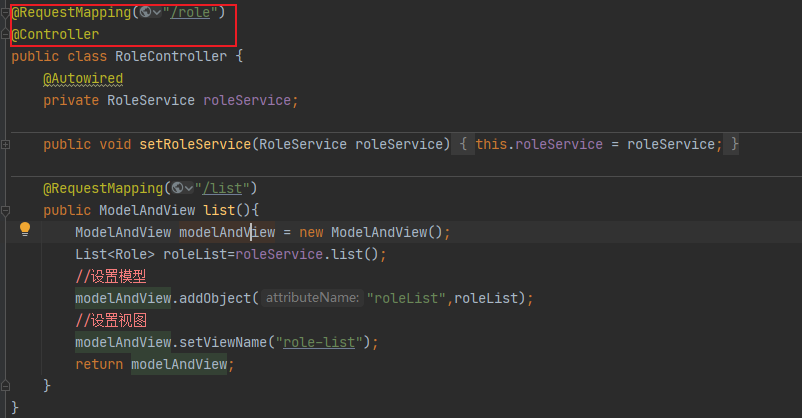 @RequestMapping("/role")
@Controller
public class RoleController {
@Autowired
private RoleService roleService;
public void setRoleService(RoleService roleService) { this.roleService = roleService; }
@RequestMapping("/list")
public ModelAndView list(){
ModelAndView modelAndView = new ModelAndView();
List<Role> roleList=roleService.list();
//设置模型
modelAndView.addObject( attributeName: "roleList",roleList);
//设置视图
modelAndView.setViewName("role-list");
return modelAndView;
}
}